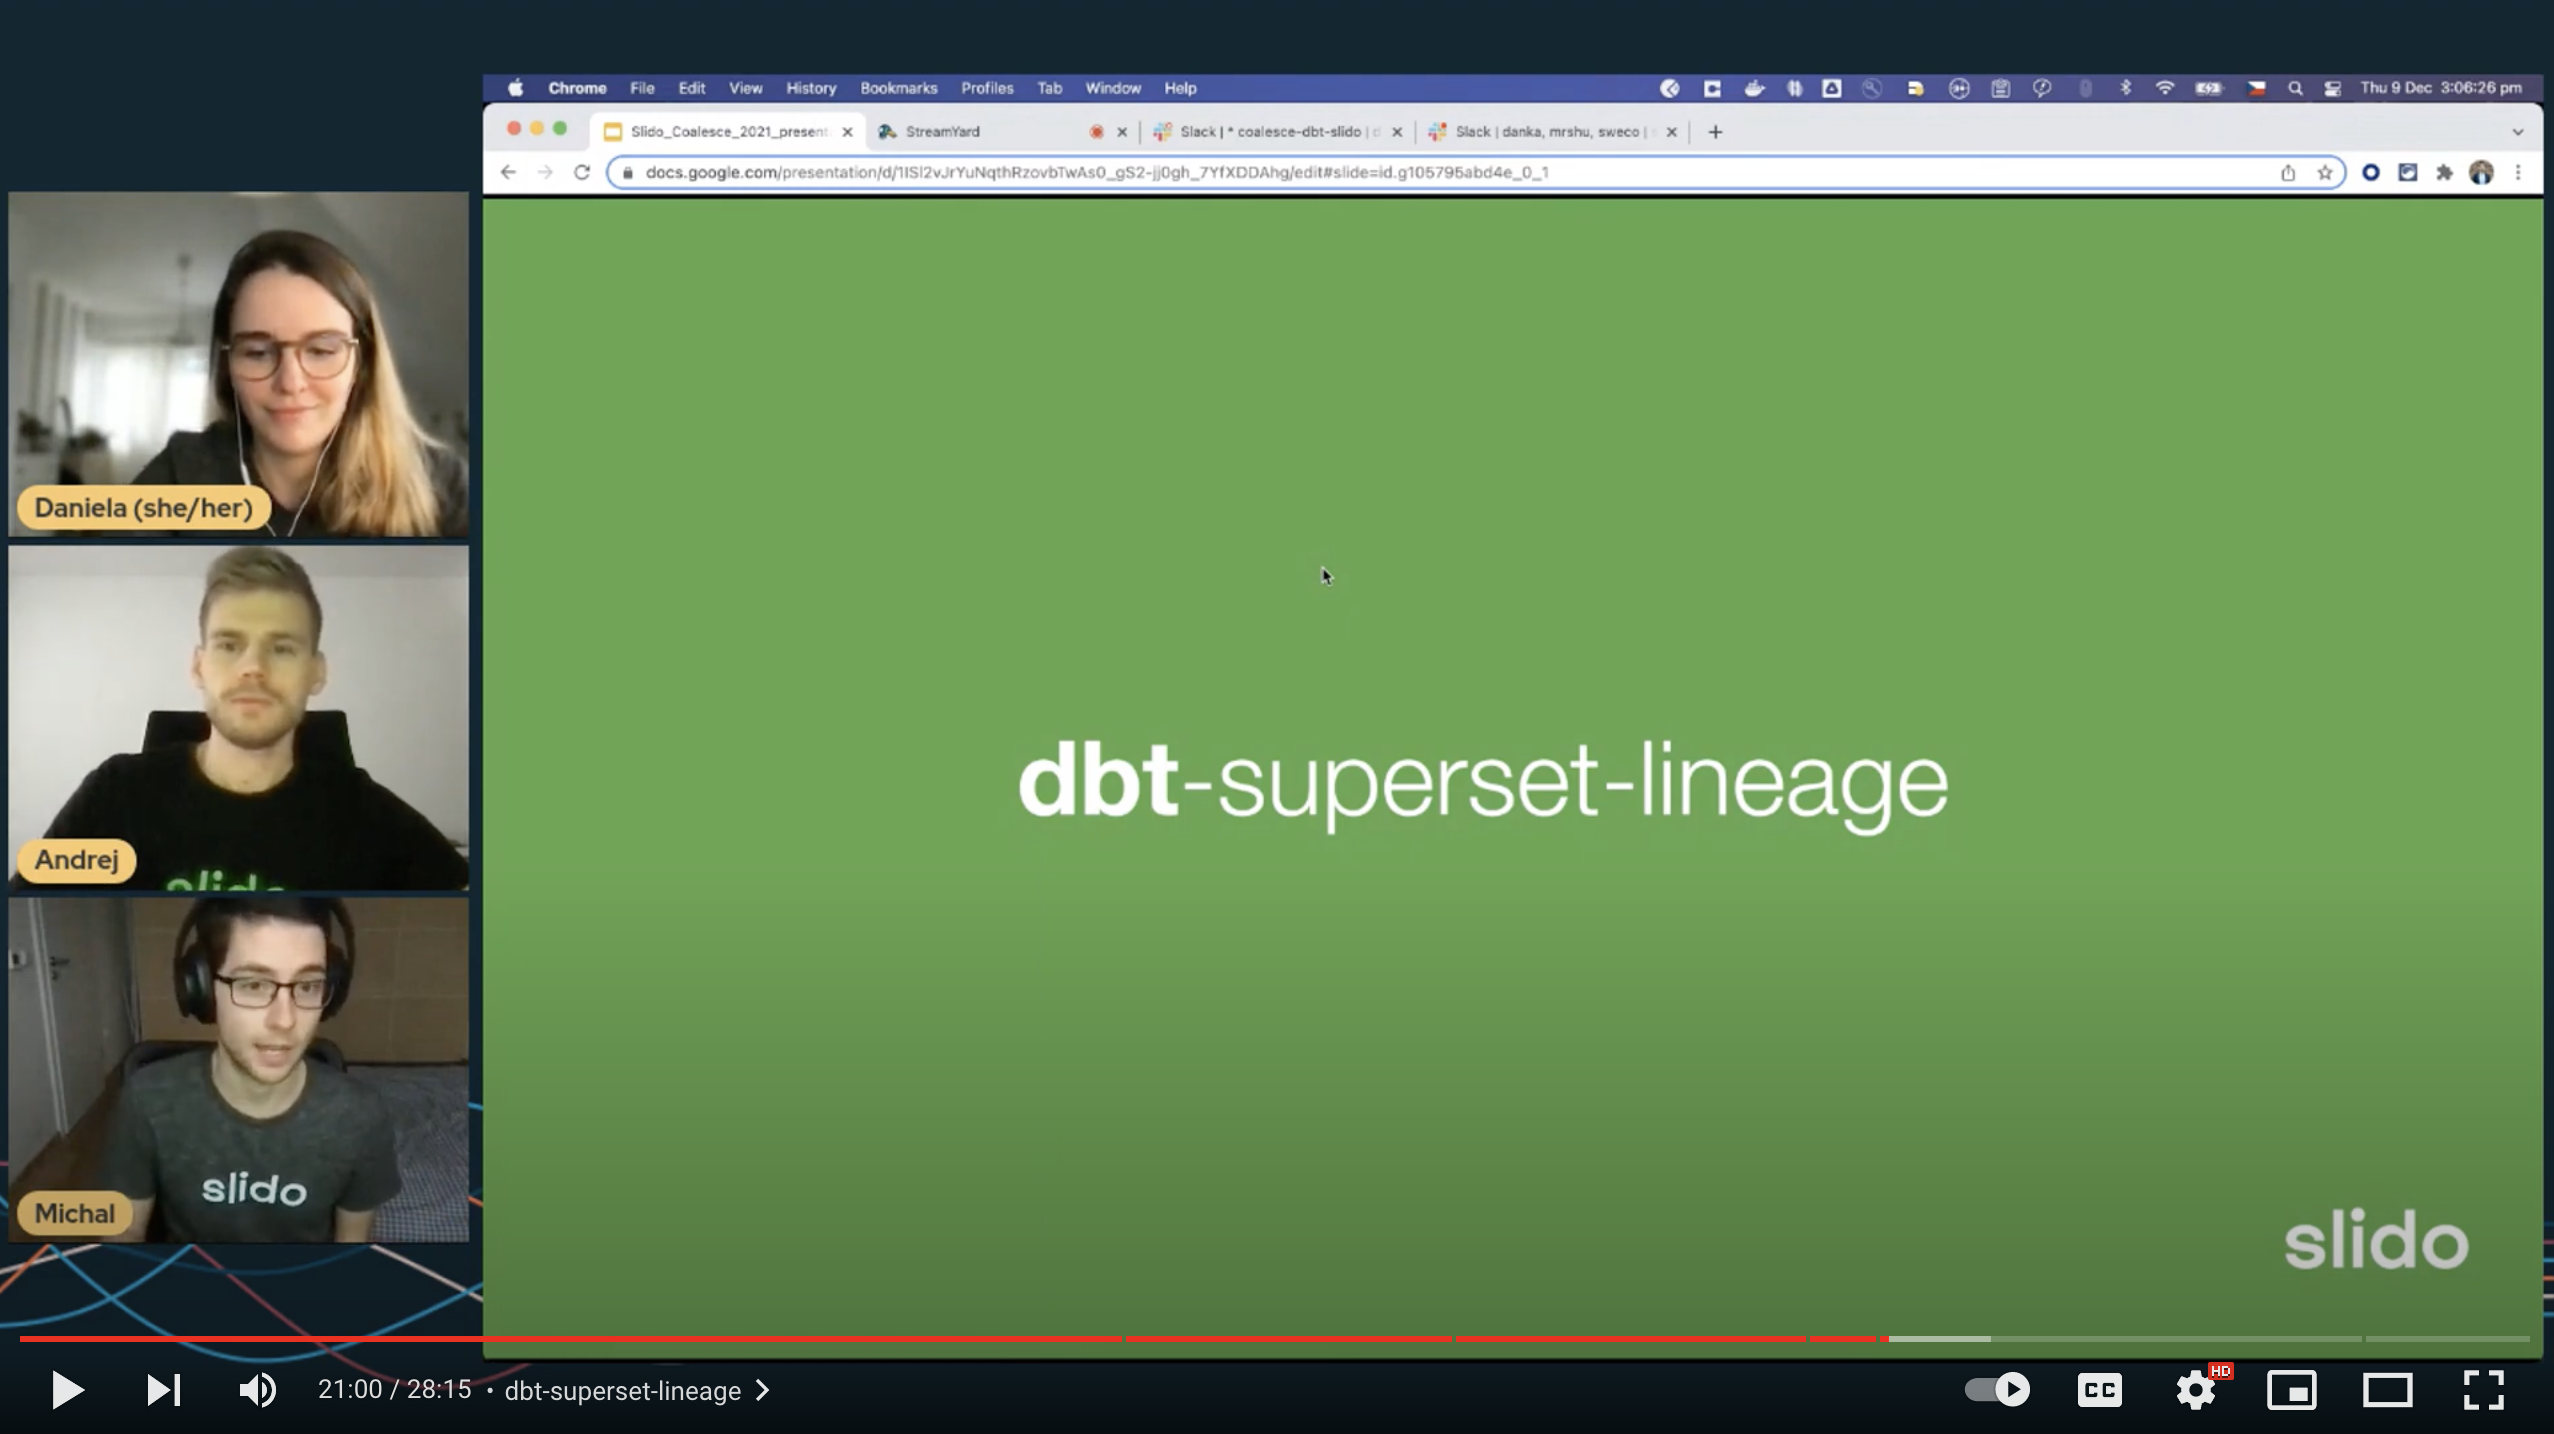 Chrome File Edit View History Bookmarks Profiles Tab Window Help
Thu 9 Dec 3:06:26 pm
Slido_Coalesce_2021_present
StreamYard
Slack | * coalesce-dbt-slido |
Slack | danka, mrshu, sweco |
docs.google.com/presentation/d/1ISl2vJrYuNqthRzovbTwAs0_gS2-jj0gh_7YfXDDAhg/edit#slide=id.g105795abd4e_0_1
Daniela (she/her)
Andrej
slido
slido
Michal
dbt-superset-lineage
slido
21:00 / 28:15 • dbt-superset-lineage
CC
HD